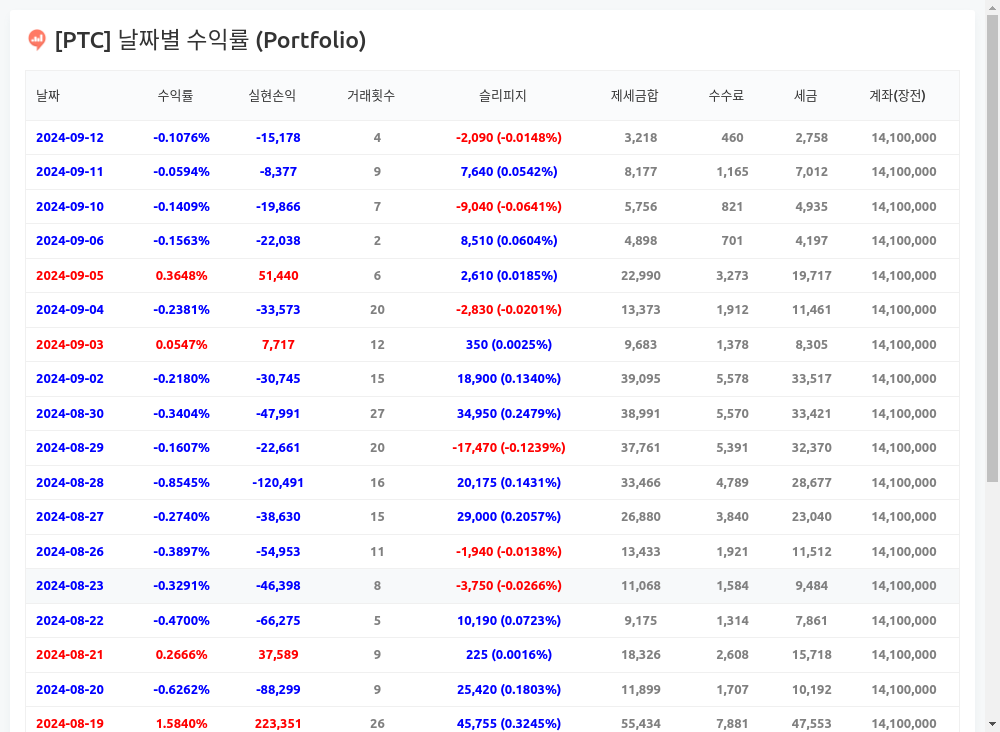 [PTC] 날짜별 수익률 (Portfolio)
날짜 수익률 실현손익 거래횟수 슬리피지 제세금합 수수료 세금 계좌(장전)
2024-09-12 -0.1076% -15,178 4 -2,090 (-0.0148%) 3,218 460 2,758 14,100,000
2024-09-11 -0.0594% -8,377 9 7,640 (0.0542%) 8,177 1,165 7,012 14,100,000
2024-09-10 -0.1409% -19,866 7 -9,040 (-0.0641%) 5,756 821 4,935 14,100,000
2024-09-06 -0.1563% -22,038 2 8,510 (0.0604%) 4,898 701 4,197 14,100,000
2024-09-05 0.3648% 51,440 6 2,610 (0.0185%) 22,990 3,273 19,717 14,100,000
2024-09-04 -0.2381% -33,573 20 -2,830 (-0.0201%) 13,373 1,912 11,461 14,100,000
2024-09-03 0.0547% 7,717 12 350 (0.0025%) 9,683 1,378 8,305 14,100,000
2024-09-02 -0.2180% -30,745 15 18,900 (0.1340%) 39,095 5,578 33,517 14,100,000
2024-08-30 -0.3404% -47,991 27 34,950 (0.2479%) 38,991 5,570 33,421 14,100,000
2024-08-29 -0.1607% -22,661 20 -17,470 (-0.1239%) 37,761 5,391 32,370 14,100,000
2024-08-28 -0.8545% -120,491 16 20,175 (0.1431%) 33,466 4,789 28,677 14,100,000
2024-08-27 -0.2740% -38,630 15 29,000 (0.2057%) 26,880 3,840 23,040 14,100,000
2024-08-26 -0.3897% -54,953 11 -1,940 (-0.0138%) 13,433 1,921 11,512 14,100,000
2024-08-23 -0.3291% -46,398 8 -3,750 (-0.0266%) 11,068 1,584 9,484 14,100,000
2024-08-22 -0.4700% -66,275 5 10,190 (0.0723%) 9,175 1,314 7,861 14,100,000
2024-08-21 0.2666% 37,589 9 225 (0.0016%) 18,326 2,608 15,718 14,100,000
2024-08-20 -0.6262% -88,299 9 25,420 (0.1803%) 11,899 1,707 10,192 14,100,000
2024-08-19 1.5840% 223,351 26 45,755 (0.3245%) 55,434 7,881 47,553 14,100,000